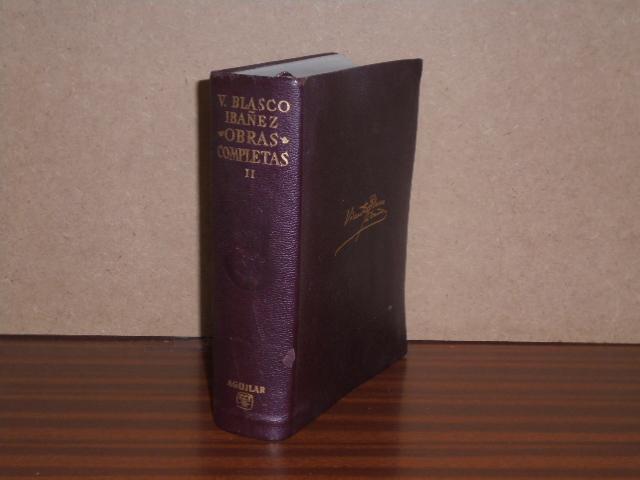 V. BLASCO
IBAÑEZ
OBRAS
COMPLETAS
II
AGUILAR